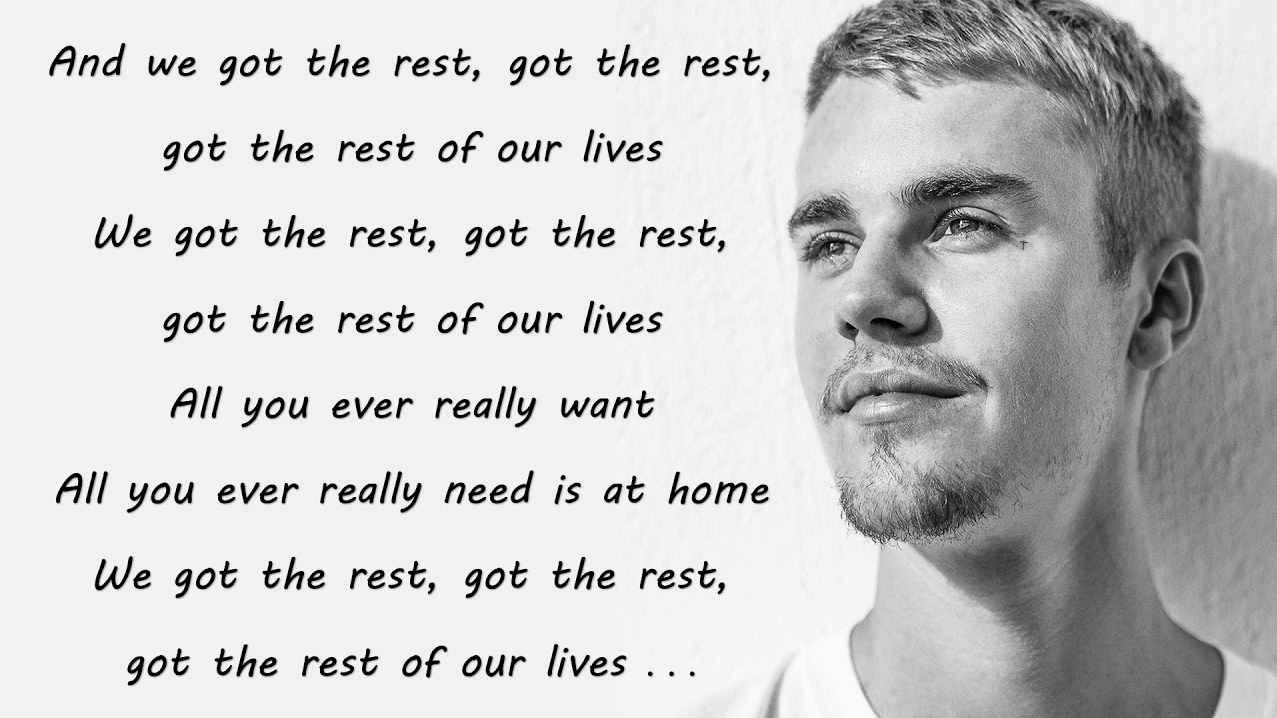 And we got the rest, got the rest,
got the rest of our lives
We got the rest, got the rest,
got the rest of our lives
All you ever really want
All you ever really need is at home
We got the rest, got the rest,
got the rest of our lives ...